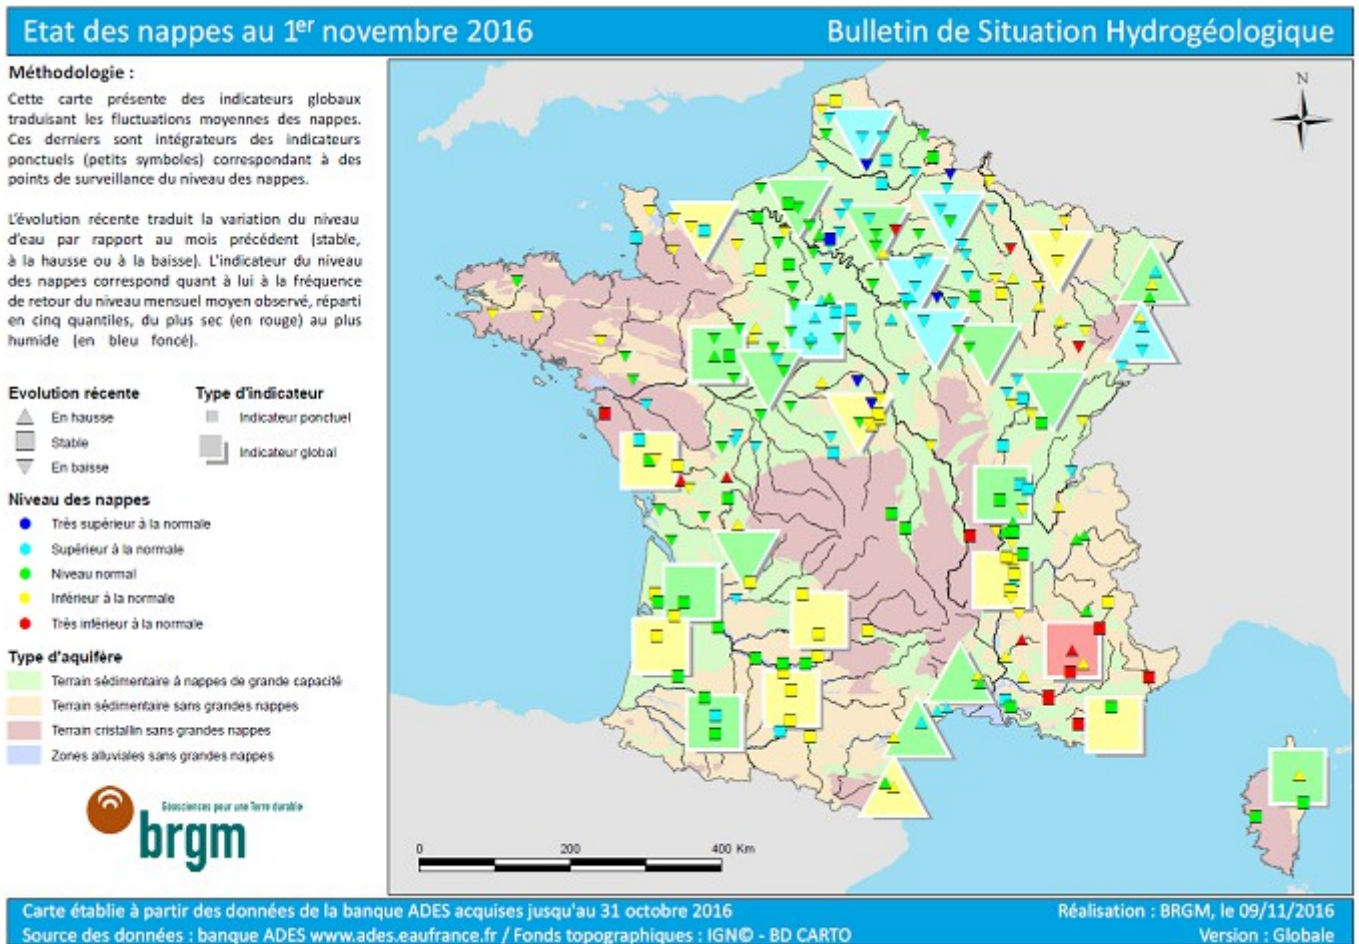 Etat des nappes au 1er novembre 2016
Bulletin de Situation Hydrogéologique
Méthodologie :
Cette carte présente des indicateurs globaux
traduisant les fluctuations moyennes des nappes.
Ces derniers sont intégrateurs des indicateurs
ponctuels (petits symboles) correspondant à des
points de surveillance du niveau des nappes.
L'évolution récente traduit la variation du niveau
d'eau par rapport au mois précédent (stable,
à la hausse ou à la baisse). L'indicateur du niveau
des nappes correspond quant à lui à la fréquence
de retour du niveau mensuel moyen observé, réparti
en cinq quantiles, du plus sec (en rouge) au plus
humide (en bleu foncé).
Evolution récente
En hausse
Stable
En baisse
Type d'indicateur
Indicateur ponctuel
Indicateur global
Niveau des nappes
Très supérieur à la normale
Supérieur à la normale
Niveau normal
Inférieur à la normale
Très inférieur à la normale
Type d'aquifère
Terrain sédimentaire à nappes de grande capacité
Terrain sédimentaire sans grandes nappes
Terrain cristallin sans grandes nappes
Zones alluviales sans grandes nappes
Géosciences pour une Terre durable
brgm
N
0 200 400 Km
Carte établie à partir des données de la banque ADES acquises jusqu'au 31 octobre 2016
Source des données : banque ADES www.ades.eaufrance.fr / Fonds topographiques : IGN© - BD CARTO
Réalisation : BRGM, le 09/11/2016
Version : Globale